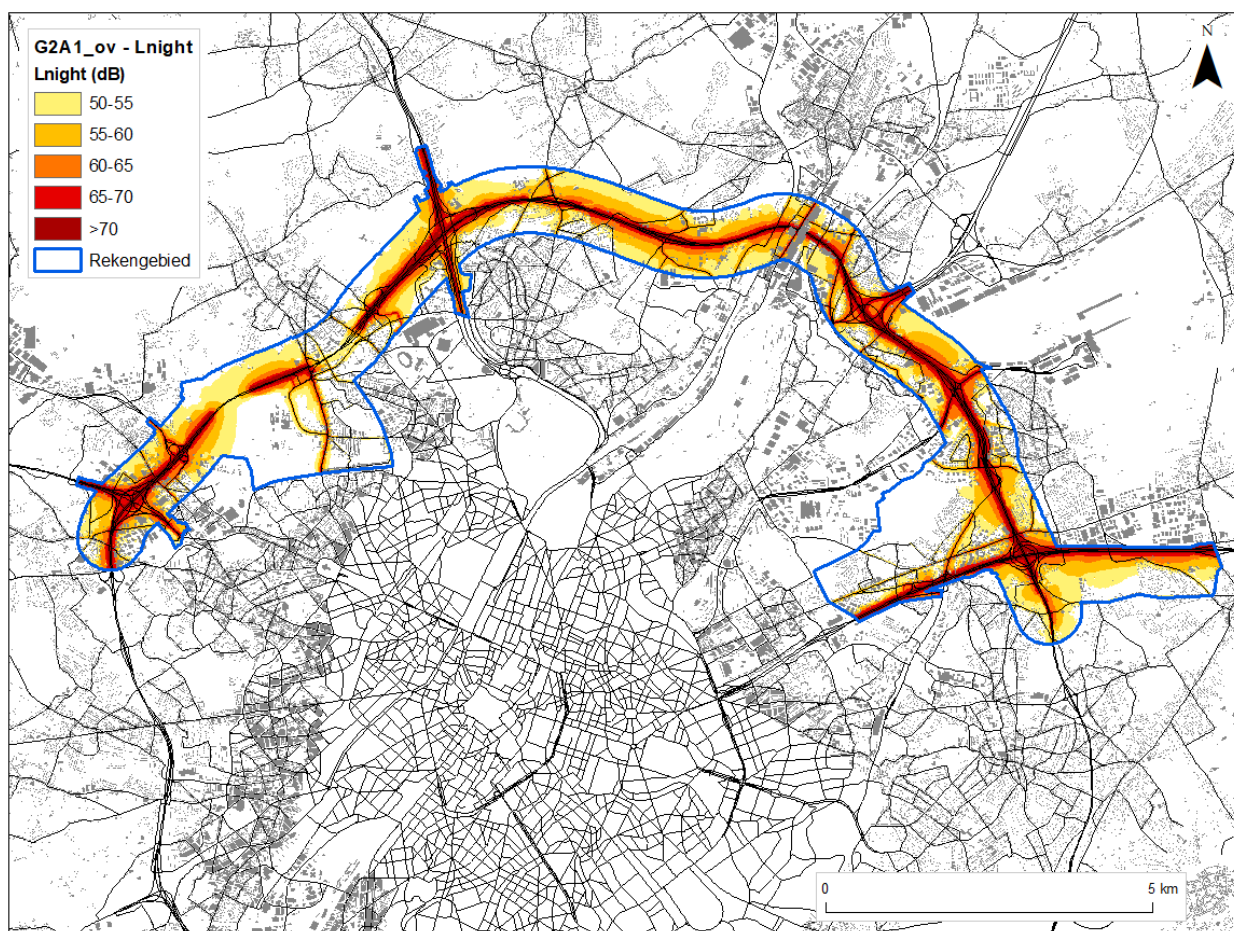 G2A1_ov - Lnight
Lnight (dB)
50-55
55-60
60-65
65-70
>70
Rekengebied
N
0 5 km